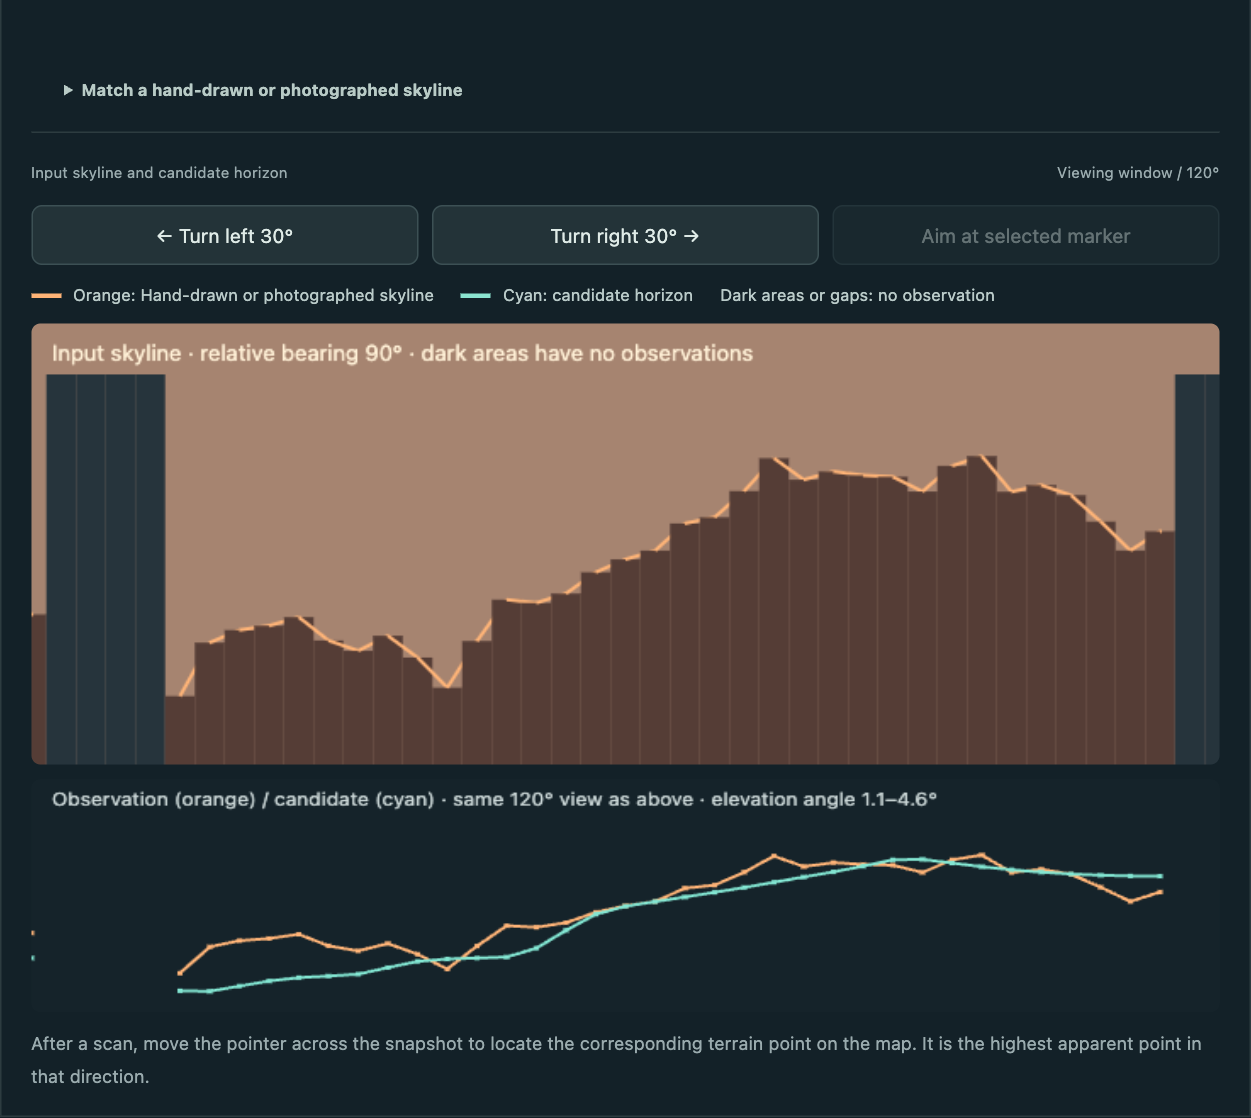 ▶ Match a hand-drawn or photographed skyline
Input skyline and candidate horizon
Viewing window / 120°
← Turn left 30°
Turn right 30° →
Aim at selected marker
Orange: Hand-drawn or photographed skyline
Cyan: candidate horizon
Dark areas or gaps: no observation
Input skyline · relative bearing 90° · dark areas have no observations
Observation (orange) / candidate (cyan) · same 120° view as above · elevation angle 1.1–4.6°
After a scan, move the pointer across the snapshot to locate the corresponding terrain point on the map. It is the highest apparent point in
that direction.